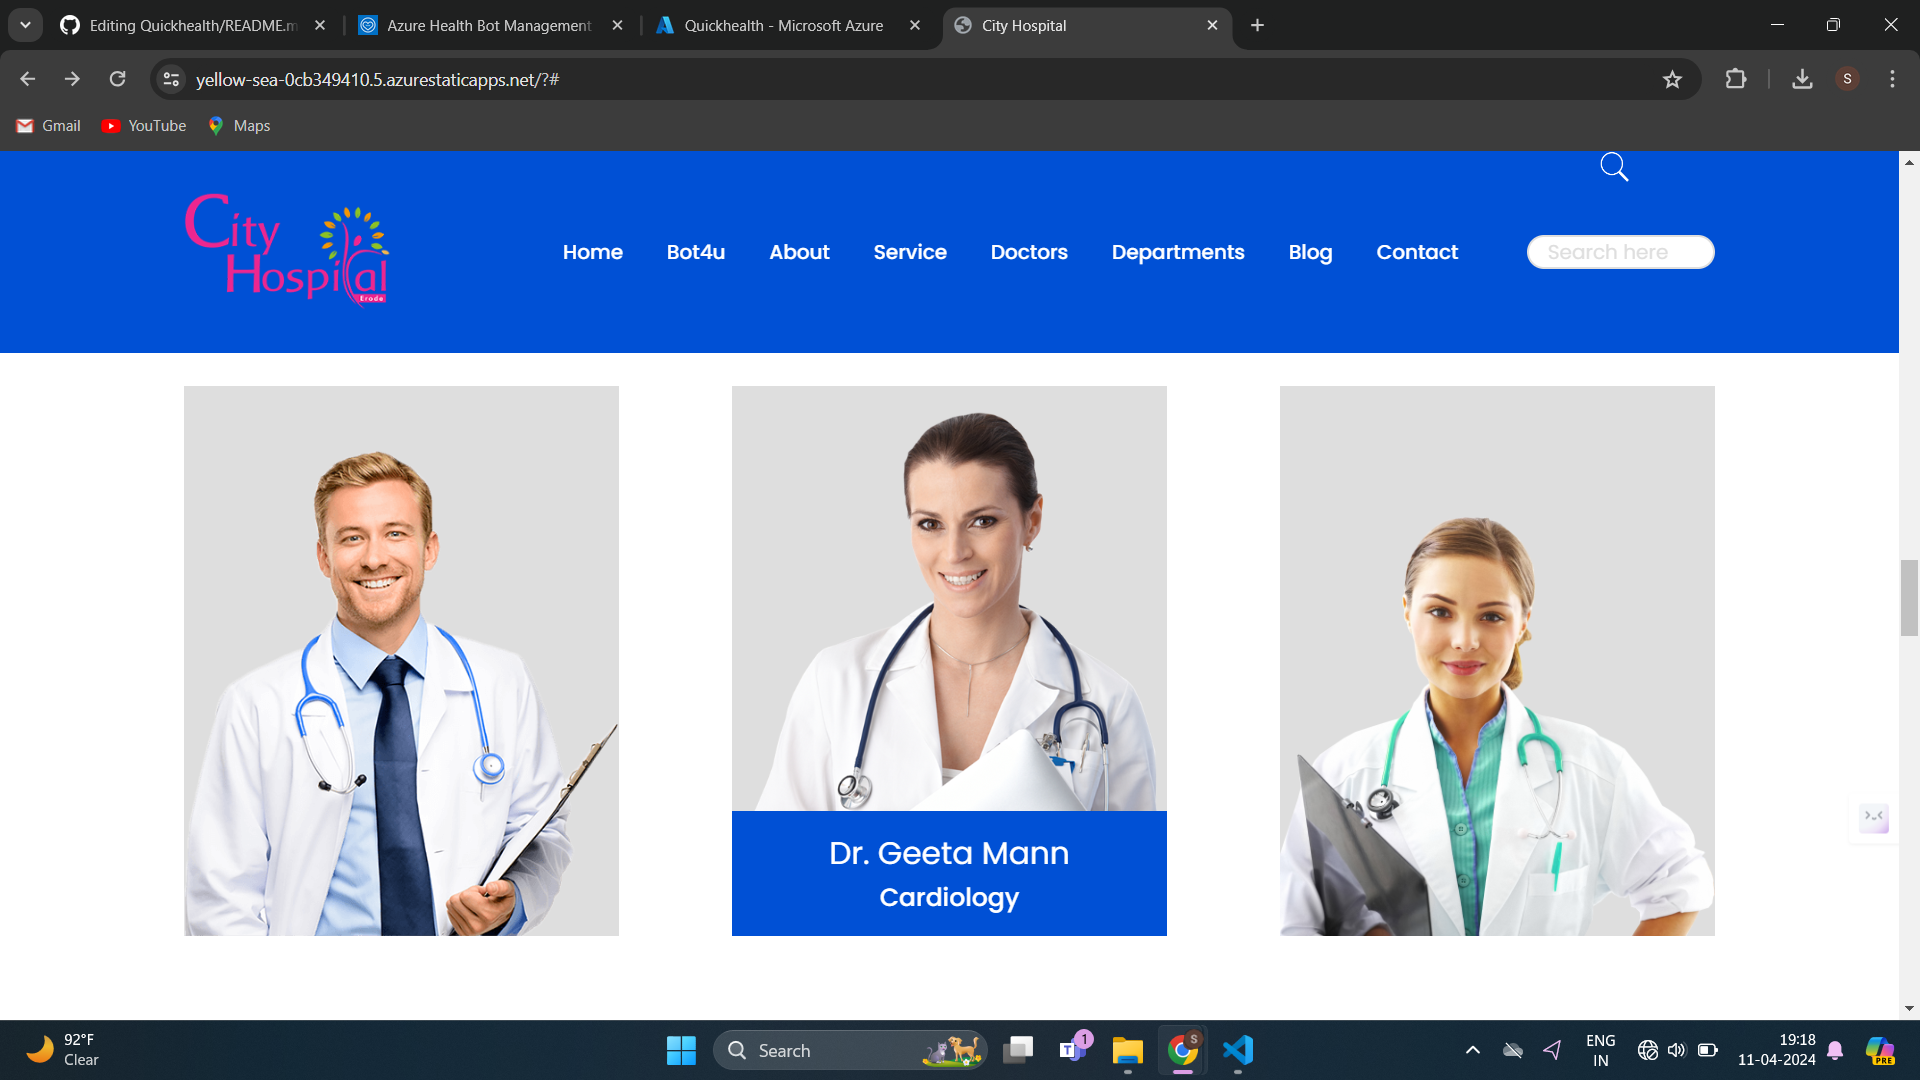 Editing Quickhealth/README.m
Azure Health Bot Management
Quickhealth - Microsoft Azure
City Hospital
yellow-sea-0cb349410.5.azurestaticapps.net/?#
S
Gmail
YouTube
Maps
City
Hospital
Erode
Home
Bot4u
About
Service
Doctors
Departments
Blog
Contact
Search here
Dr. Geeta Mann
Cardiology
92°F
Clear
Search
T
1
S
ENG
IN
19:18
11-04-2024
PRE